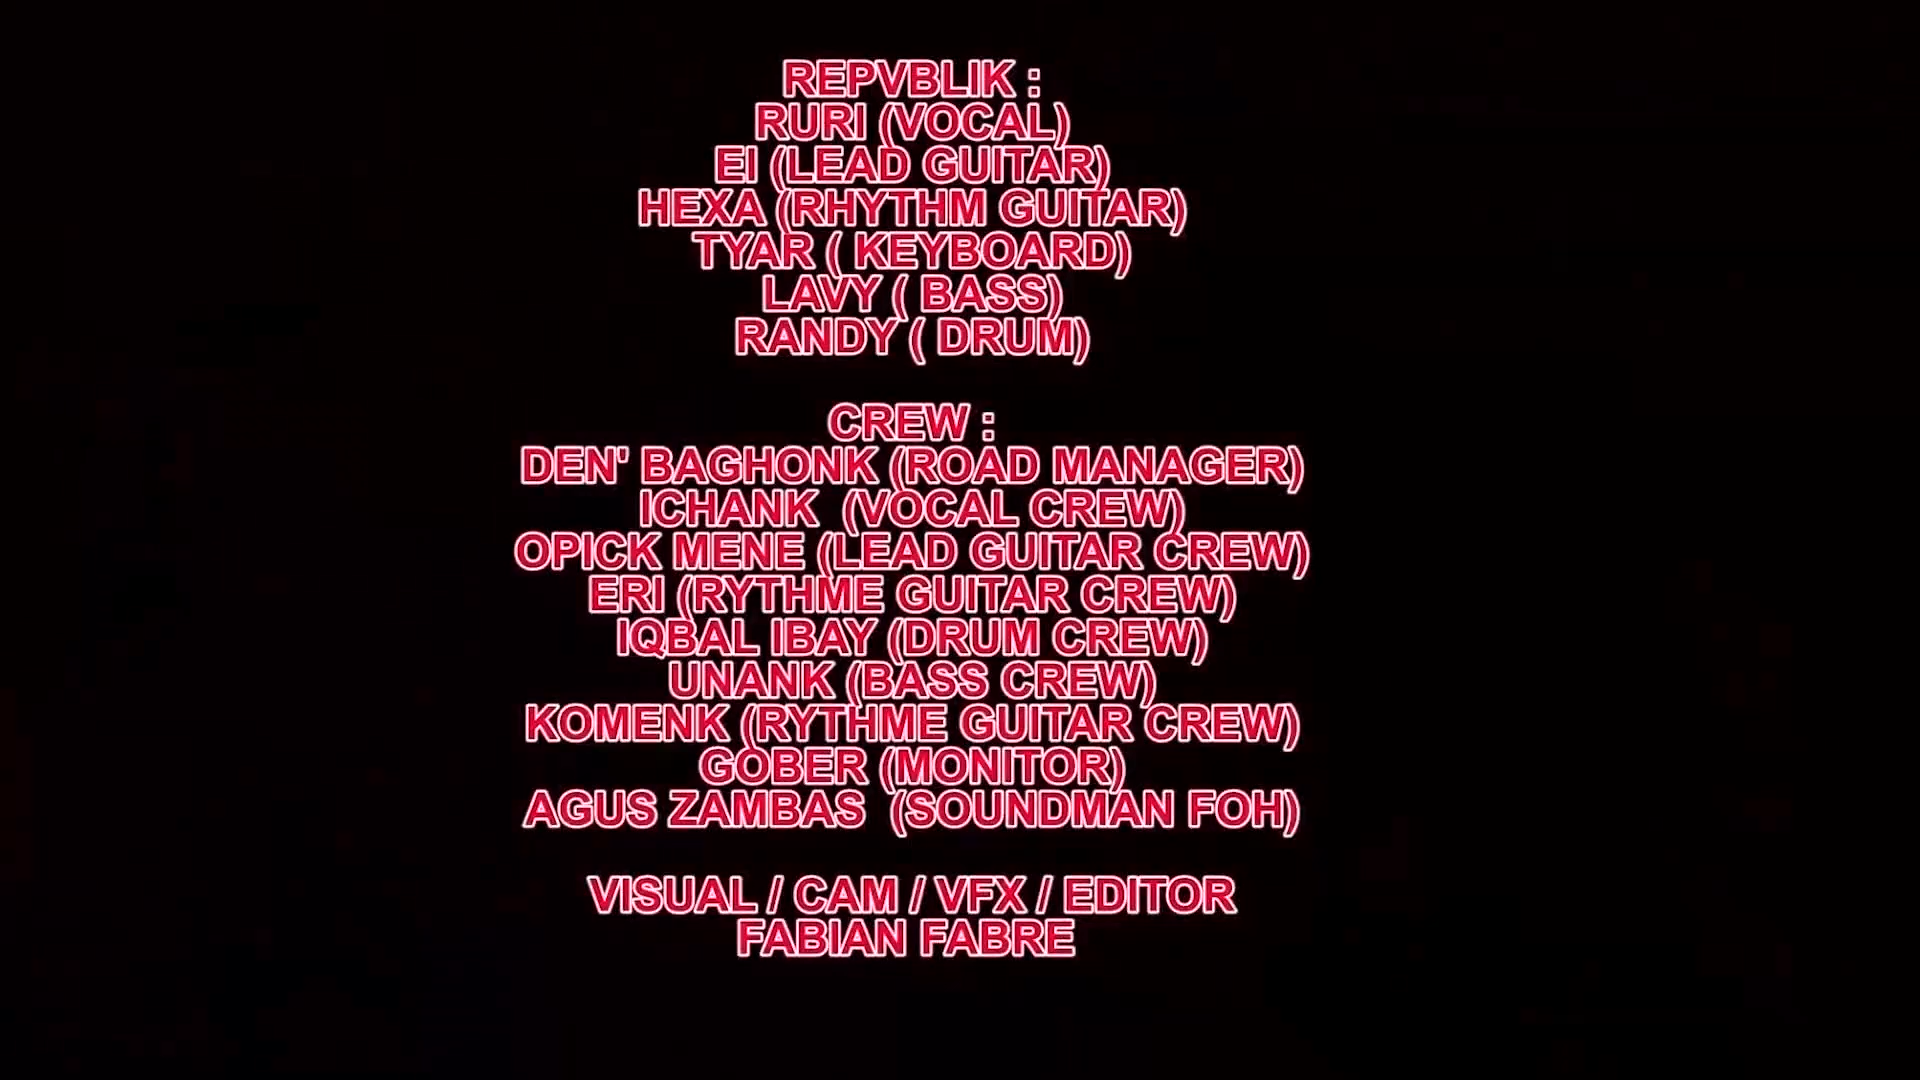 REPVBLIK :
RURI (VOCAL)
EI (LEAD GUITAR)
HEXA (RHYTHM GUITAR)
TYAR ( KEYBOARD)
LAVY ( BASS)
RANDY ( DRUM)
CREW :
DEN' BAGHONK (ROAD MANAGER)
ICHANK  (VOCAL CREW)
OPICK MENE (LEAD GUITAR CREW)
ERI (RYTHME GUITAR CREW)
IQBAL IBAY (DRUM CREW)
UNANK (BASS CREW)
KOMENK (RYTHME GUITAR CREW)
GOBER (MONITOR)
AGUS ZAMBAS  (SOUNDMAN FOH)
VISUAL / CAM / VFX / EDITOR
FABIAN FABRE